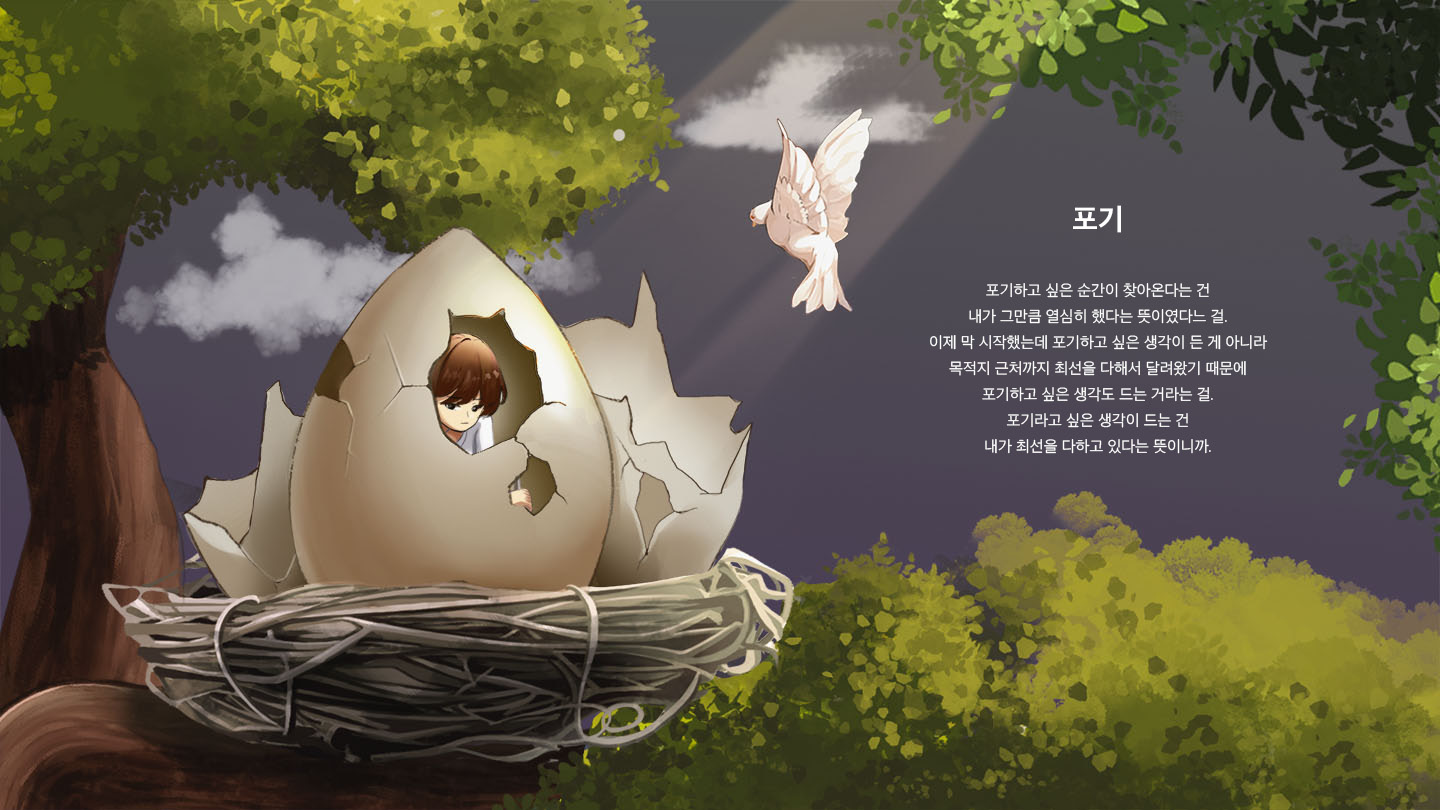 포기
포기하고 싶은 순간이 찾아온다는 건
내가 그만큼 열심히 했다는 뜻이였다느 걸.
이제 막 시작했는데 포기하고 싶은 생각이 든 게 아니라
목적지 근처까지 최선을 다해서 달려왔기 때문에
포기하고 싶은 생각도 드는 거라는 걸.
포기라고 싶은 생각이 드는 건
내가 최선을 다하고 있다는 뜻이니까.